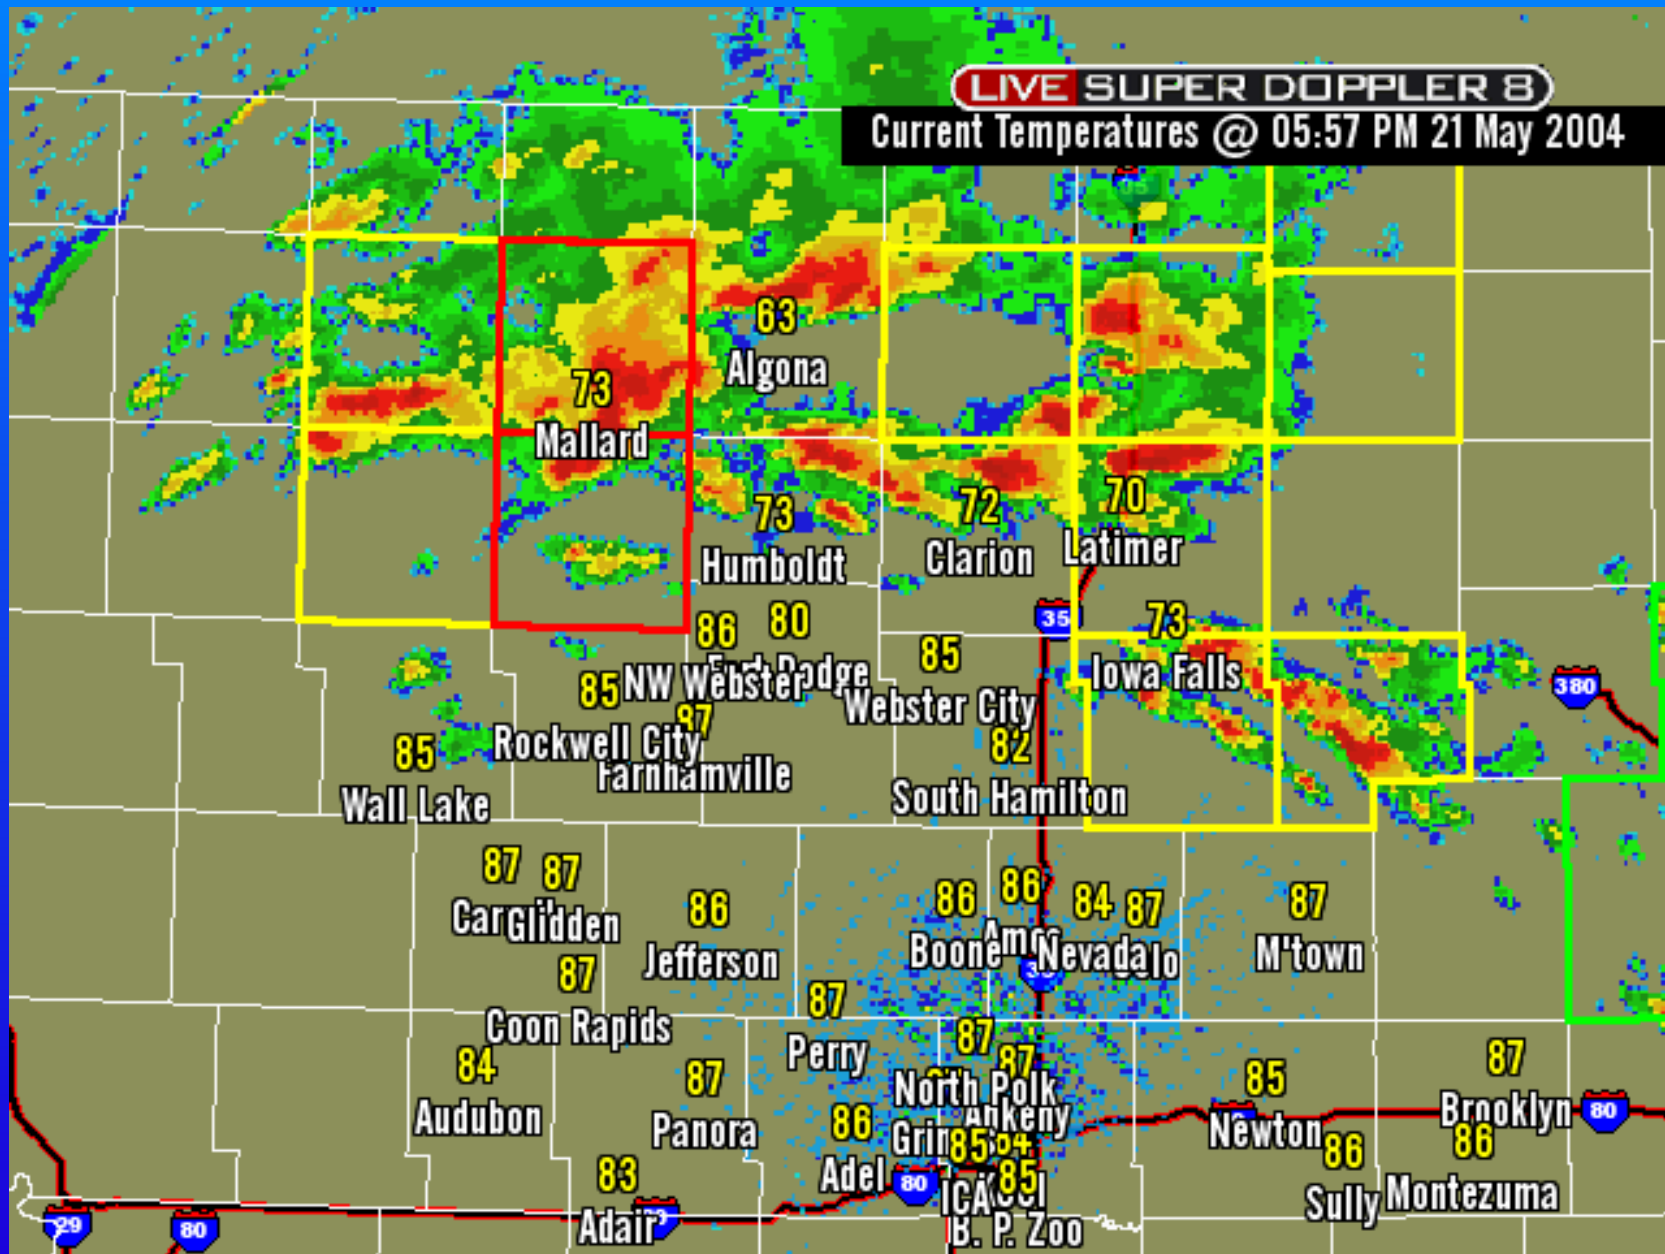 LIVE SUPER DOPPLER 8
Current Temperatures @ 05:57 PM 21 May 2004
63
Algona
73
Mallard
73
Humboldt
72
Clarion
70
Latimer
35
86
80
73
85
NW Webster
Iowa Falls
380
85
Webster City
87
Rockwell City
82
85
Farnhamville
Wall Lake
South Hamilton
87
87
86
86
86
84
87
87
Glidden
Jefferson
Boone
Nevada
M'town
87
Coon Rapids
87
Perry
87
87
84
87
85
87
North Polk
Audubon
Panora
86
Ankeny
Newton
Brooklyn
80
85
84
86
86
83
Adel
80
85
Sully
Montezuma
Adair
B. P. Zoo
29
80